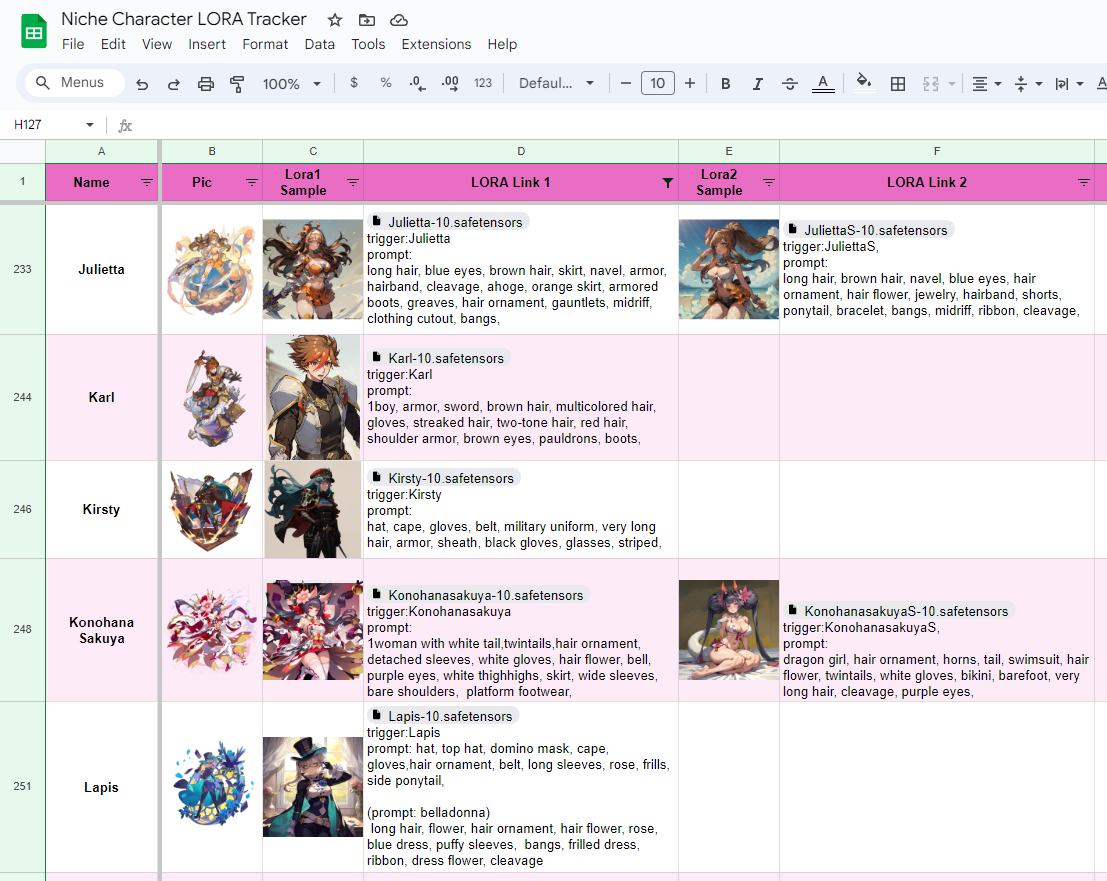 Niche Character LORA Tracker
File Edit View Insert Format Data Tools Extensions Help
Menus 100% $ % .0 .00 123 Defaul... − 10 + B I A A
H127 fx
A B C D E F
1 Name Pic Lora1 Sample LORA Link 1 Lora2 Sample LORA Link 2
233
Julietta
Julietta-10.safetensors
trigger:Julietta
prompt:
long hair, blue eyes, brown hair, skirt, navel, armor,
hairband, cleavage, ahoge, orange skirt, armored
boots, greaves, hair ornament, gauntlets, midriff,
clothing cutout, bangs,
JuliettaS-10.safetensors
trigger:JuliettaS,
prompt:
long hair, brown hair, navel, blue eyes, hair
ornament, hair flower, jewelry, hairband, shorts,
ponytail, bracelet, bangs, midriff, ribbon, cleavage,
244
Karl
Karl-10.safetensors
trigger:Karl
prompt:
1boy, armor, sword, brown hair, multicolored hair,
gloves, streaked hair, two-tone hair, red hair,
shoulder armor, brown eyes, pauldrons, boots,
246
Kirsty
Kirsty-10.safetensors
trigger:Kirsty
prompt:
hat, cape, gloves, belt, military uniform, very long
hair, armor, sheath, black gloves, glasses, striped,
248
Konohana
Sakuya
Konohanasakuya-10.safetensors
trigger:Konohanasakuya
prompt:
1woman with white tail,twintails,hair ornament,
detached sleeves, white gloves, hair flower, bell,
purple eyes, white thighhighs, skirt, wide sleeves,
bare shoulders,  platform footwear,
KonohanasakuyaS-10.safetensors
trigger:KonohanasakuyaS,
prompt:
dragon girl, hair ornament, horns, tail, swimsuit, hair
flower, twintails, white gloves, bikini, barefoot, very
long hair, cleavage, purple eyes,
251
Lapis
Lapis-10.safetensors
trigger:Lapis
prompt: hat, top hat, domino mask, cape,
gloves,hair ornament, belt, long sleeves, rose, frills,
side ponytail,
(prompt: belladonna)
long hair, flower, hair ornament, hair flower, rose,
blue dress, puffy sleeves,  bangs, frilled dress,
ribbon, dress flower, cleavage